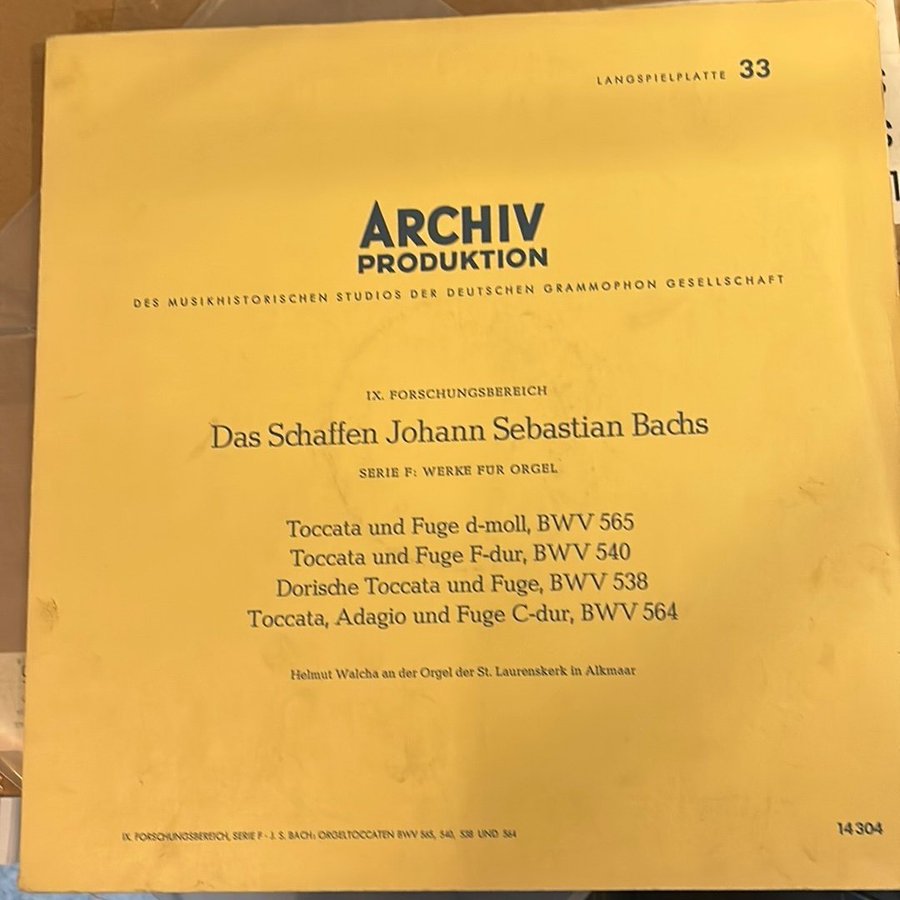 LANGSPIELPLATTE 33
ARCHIV
PRODUKTION
DES MUSIKHISTORISCHEN STUDIOS DER DEUTSCHEN GRAMMOPHON GESELLSCHAFT
IX. FORSCHUNGSBEREICH
Das Schaffen Johann Sebastian Bachs
SERIE F: WERKE FÜR ORGEL
Toccata und Fuge d-moll, BWV 565
Toccata und Fuge F-dur, BWV 540
Dorische Toccata und Fuge, BWV 538
Toccata, Adagio und Fuge C-dur, BWV 564
Helmut Walcha an der Orgel der St. Laurenskerk in Alkmaar
IX. FORSCHUNGSBEREICH, SERIE F · J. S. BACH: ORGELTOCCATEN BWV 565, 540, 538 UND 564
14304